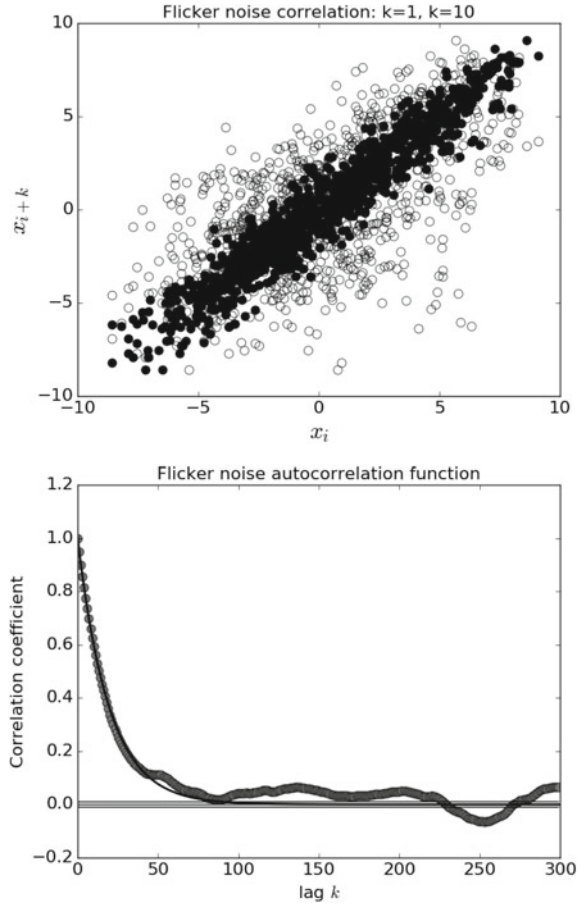 Flicker noise correlation: k=1, k=10
10
5
0
−5
−10
x_{i+k}
−10 −5 0 5 10
x_i
Flicker noise autocorrelation function
1.2
1.0
0.8
0.6
0.4
0.2
0.0
−0.2
Correlation coefficient
0 50 100 150 200 250 300
lag k